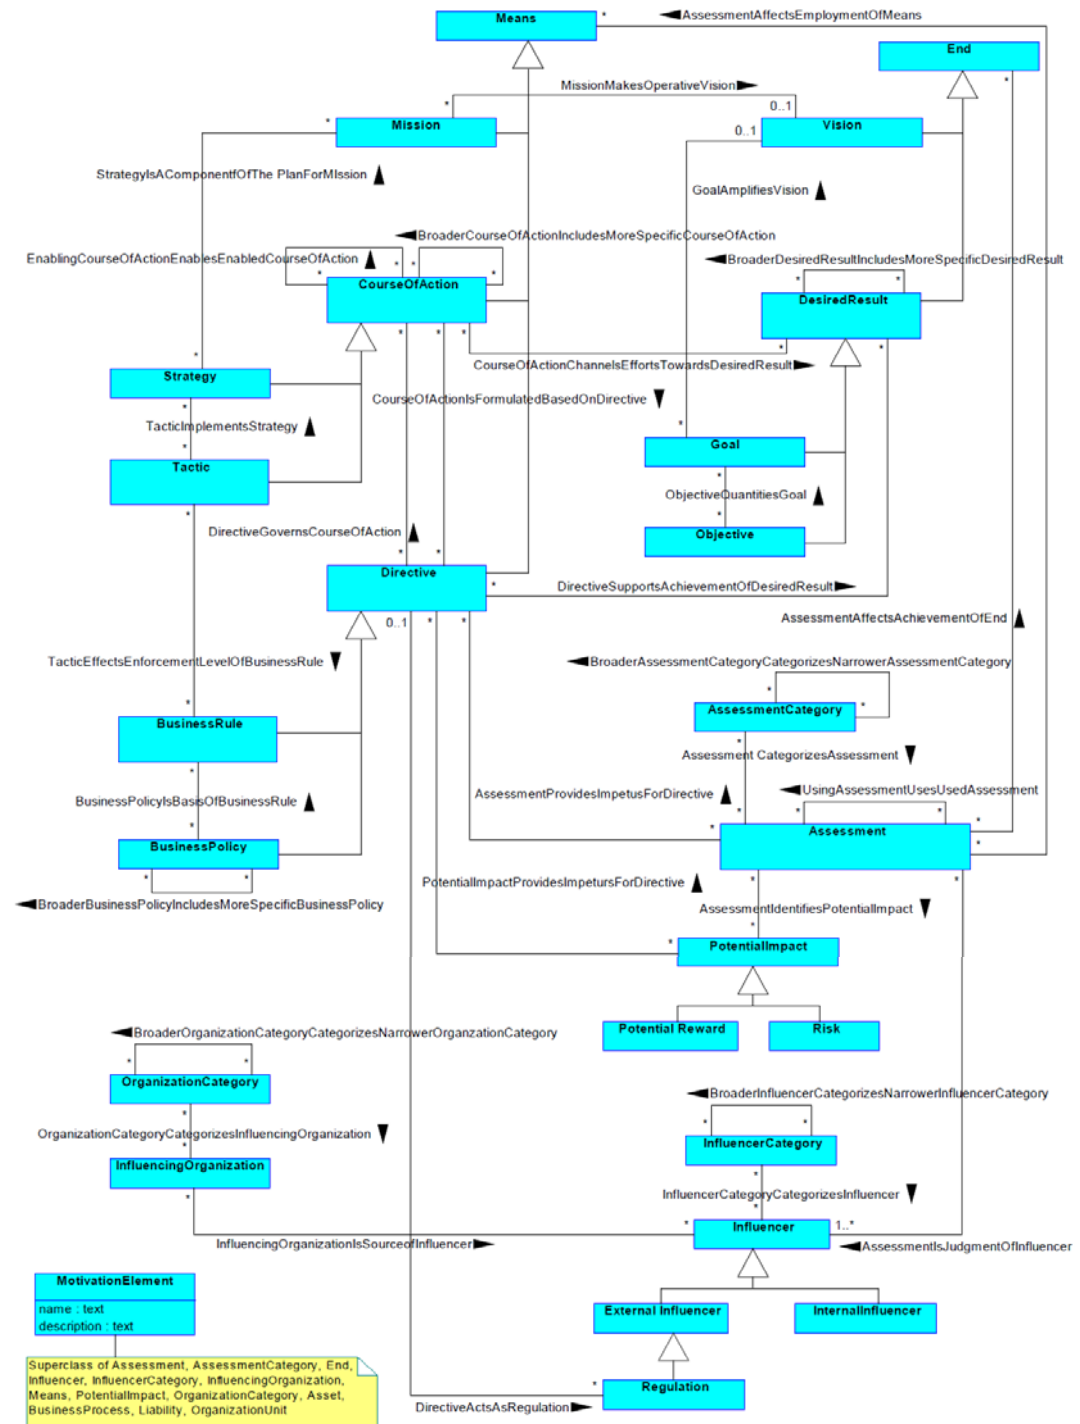 Means
* ◄AssessmentAffectsEmploymentOfMeans
End
*
MissionMakesOperativeVision►
*
0..1
* Mission
0..1 Vision
StrategyIsAComponentfOfThe PlanForMIssion ▲
GoalAmplifiesVision ▲
◄BroaderCourseOfActionIncludesMoreSpecificCourseOfAction
EnablingCourseOfActionEnablesEnabledCourseOfAction ▲
◄BroaderDesiredResultIncludesMoreSpecificDesiredResult
* * * *
* *
CourseOfAction
DesiredResult
* * *
* *
CourseOfActionChannelsEffortsTowardsDesiredResult►
*
Strategy
CourseOfActionIsFormulatedBasedOnDirective ▼
*
TacticImplementsStrategy ▲
*
*
Goal
Tactic
*
ObjectiveQuantitiesGoal ▲
*
*
Objective
DirectiveGovernsCourseOfAction ▲
* *
Directive
*
DirectiveSupportsAchievementOfDesiredResult►
0..1 * *
AssessmentAffectsAchievementOfEnd ▲
TacticEffectsEnforcementLevelOfBusinessRule ▼
◄BroaderAssessmentCategoryCategorizesNarrowerAssessmentCategory
*
*
*
AssessmentCategory
BusinessRule
*
Assessment CategorizesAssessment ▼
*
AssessmentProvidesImpetusForDirective ▲
◄UsingAssessmentUsesUsedAssessment
BusinessPolicyIsBasisOfBusinessRule ▲
* * *
*
* Assessment *
BusinessPolicy
*
* *
PotentialImpactProvidesImpetursForDirective ▲
* *
◄BroaderBusinessPolicyIncludesMoreSpecificBusinessPolicy
AssessmentIdentifiesPotentialImpact ▼
*
* PotentialImpact
Potential Reward
Risk
◄BroaderOrganizationCategoryCategorizesNarrowerOrganzationCategory
* *
OrganizationCategory
◄BroaderInfluencerCategorizesNarrowerInfluencerCategory
*
* *
OrganizationCategoryCategorizesInfluencingOrganization ▼
InfluencerCategory
*
InfluencingOrganization
*
*
InfluencerCategoryCategorizesInfluencer ▼
*
* Influencer 1..*
InfluencingOrganizationIsSourceofInfluencer►
◄AssessmentIsJudgmentOfInfluencer
MotivationElement
name : text
description : text
External Influencer
InternalInfluencer
Superclass of Assessment, AssessmentCategory, End,
Influencer, InfluencerCategory, InfluencingOrganization,
Means, PotentialImpact, OrganizationCategory, Asset,
BusinessProcess, Liability, OrganizationUnit
* Regulation
DirectiveActsAsRegulation►